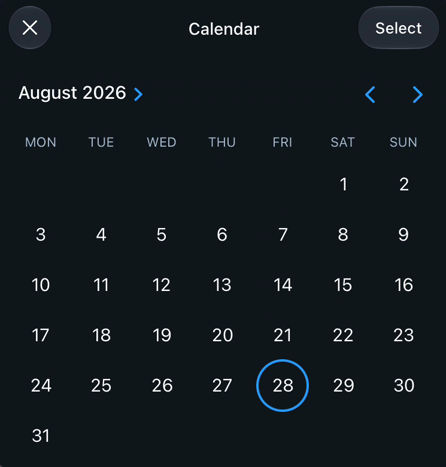 Calendar
Select
August 2026
MON TUE WED THU FRI SAT SUN
1 2
3 4 5 6 7 8 9
10 11 12 13 14 15 16
17 18 19 20 21 22 23
24 25 26 27 28 29 30
31